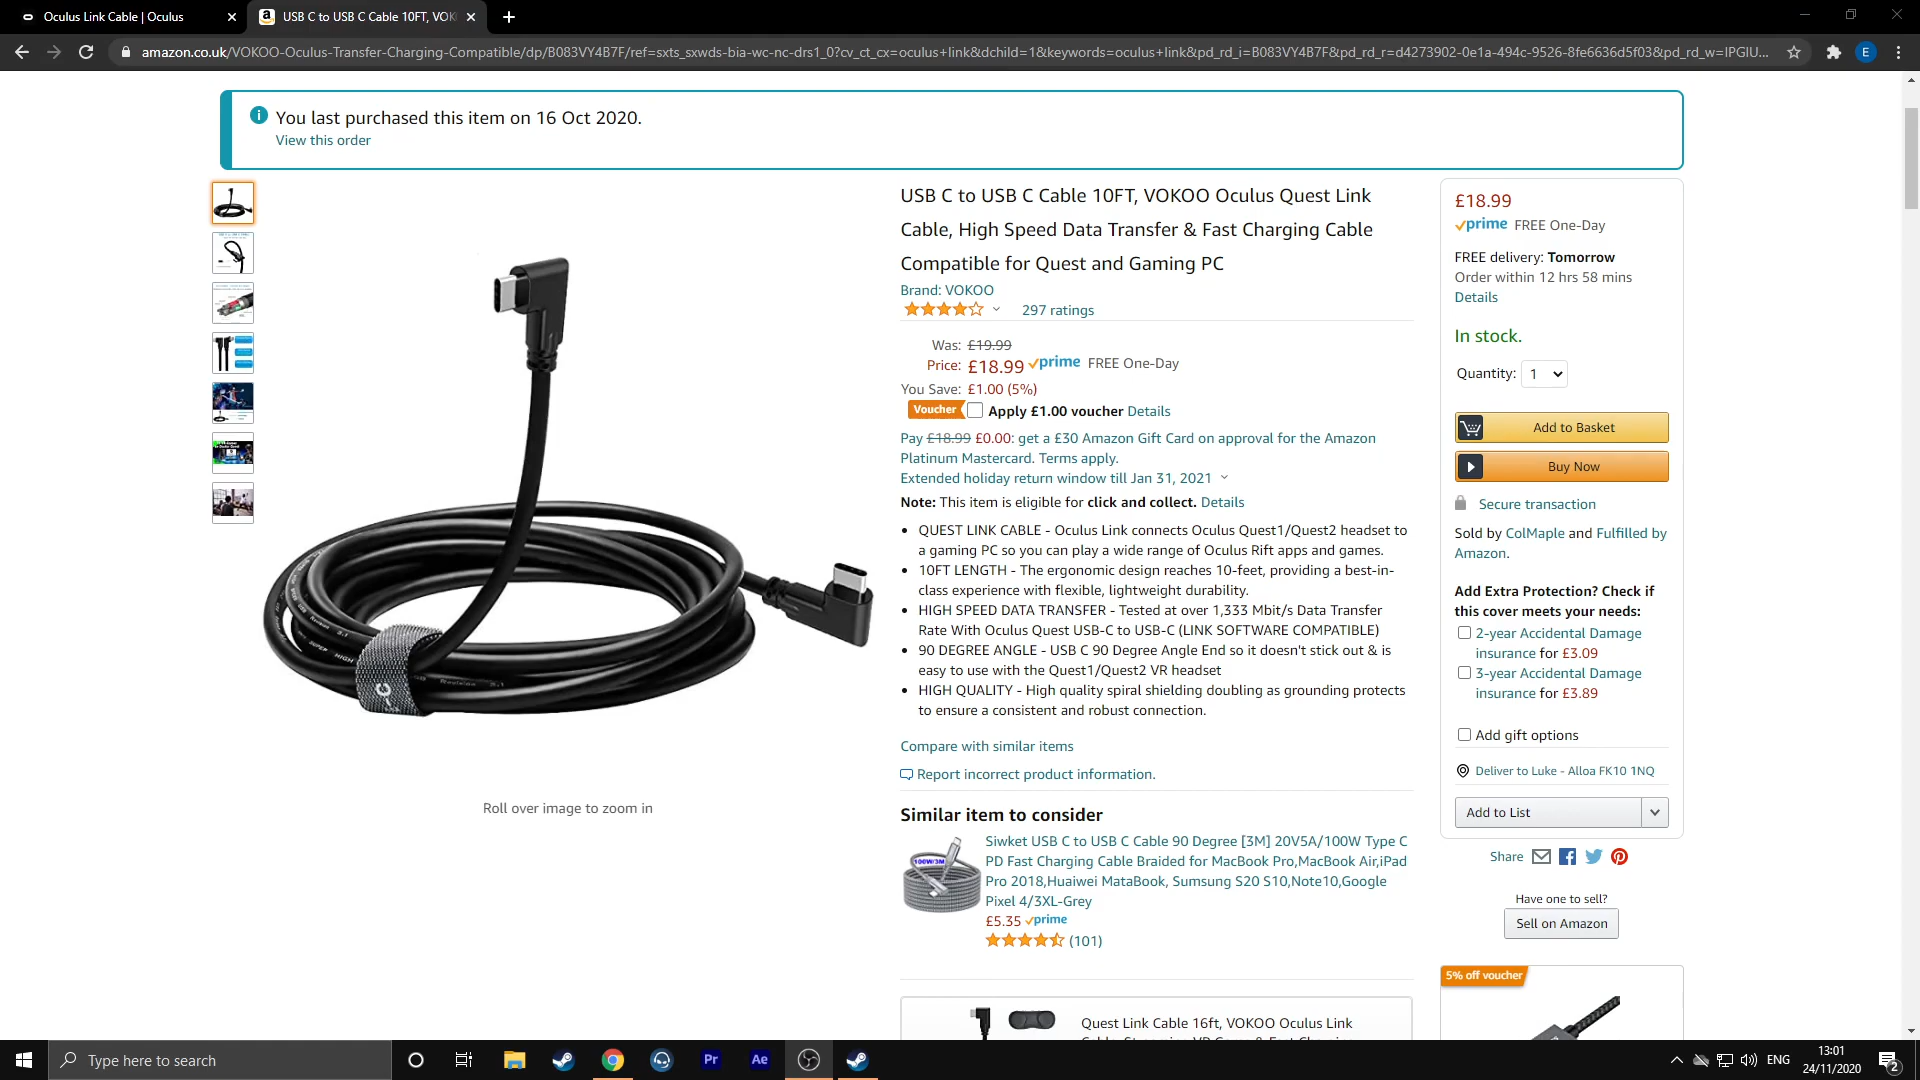 Oculus Link Cable | Oculus
USB C to USB C Cable 10FT, VOK
amazon.co.uk/VOKOO-Oculus-Transfer-Charging-Compatible/dp/B083VY4B7F/ref=sxts_sxwds-bia-wc-nc-drs1_0?cv_ct_cx=oculus+link&dchild=1&keywords=oculus+link&pd_rd_i=B083VY4B7F&pd_rd_r=d4273902-0e1a-494c-9526-8fe6636d5f03&pd_rd_w=IPGlU...
E
You last purchased this item on 16 Oct 2020.
View this order
USB C to USB C Cable 10FT, VOKOO Oculus Quest Link
Cable, High Speed Data Transfer & Fast Charging Cable
Compatible for Quest and Gaming PC
Brand: VOKOO
297 ratings
Was: £19.99
Price: £18.99 prime FREE One-Day
You Save: £1.00 (5%)
Voucher Apply £1.00 voucher Details
Pay £18.99 £0.00: get a £30 Amazon Gift Card on approval for the Amazon
Platinum Mastercard. Terms apply.
Extended holiday return window till Jan 31, 2021
Note: This item is eligible for click and collect. Details
• QUEST LINK CABLE - Oculus Link connects Oculus Quest1/Quest2 headset to
a gaming PC so you can play a wide range of Oculus Rift apps and games.
• 10FT LENGTH - The ergonomic design reaches 10-feet, providing a best-in-
class experience with flexible, lightweight durability.
• HIGH SPEED DATA TRANSFER - Tested at over 1,333 Mbit/s Data Transfer
Rate With Oculus Quest USB-C to USB-C (LINK SOFTWARE COMPATIBLE)
• 90 DEGREE ANGLE - USB C 90 Degree Angle End so it doesn't stick out & is
easy to use with the Quest1/Quest2 VR headset
• HIGH QUALITY - High quality spiral shielding doubling as grounding protects
to ensure a consistent and robust connection.
Compare with similar items
Report incorrect product information.
Roll over image to zoom in
Similar item to consider
100W/3M
Siwket USB C to USB C Cable 90 Degree [3M] 20V5A/100W Type C
PD Fast Charging Cable Braided for MacBook Pro,MacBook Air,iPad
Pro 2018,Huaiwei MataBook, Sumsung S20 S10,Note10,Google
Pixel 4/3XL-Grey
£5.35 prime
(101)
Quest Link Cable 16ft, VOKOO Oculus Link
£18.99
prime FREE One-Day
FREE delivery: Tomorrow
Order within 12 hrs 58 mins
Details
In stock.
Quantity: 1
Add to Basket
Buy Now
Secure transaction
Sold by ColMaple and Fulfilled by
Amazon.
Add Extra Protection? Check if
this cover meets your needs:
2-year Accidental Damage
insurance for £3.09
3-year Accidental Damage
insurance for £3.89
Add gift options
Deliver to Luke - Alloa FK10 1NQ
Add to List
Share
Have one to sell?
Sell on Amazon
5% off voucher
Type here to search
Pr
Ae
ENG
13:01
24/11/2020
2